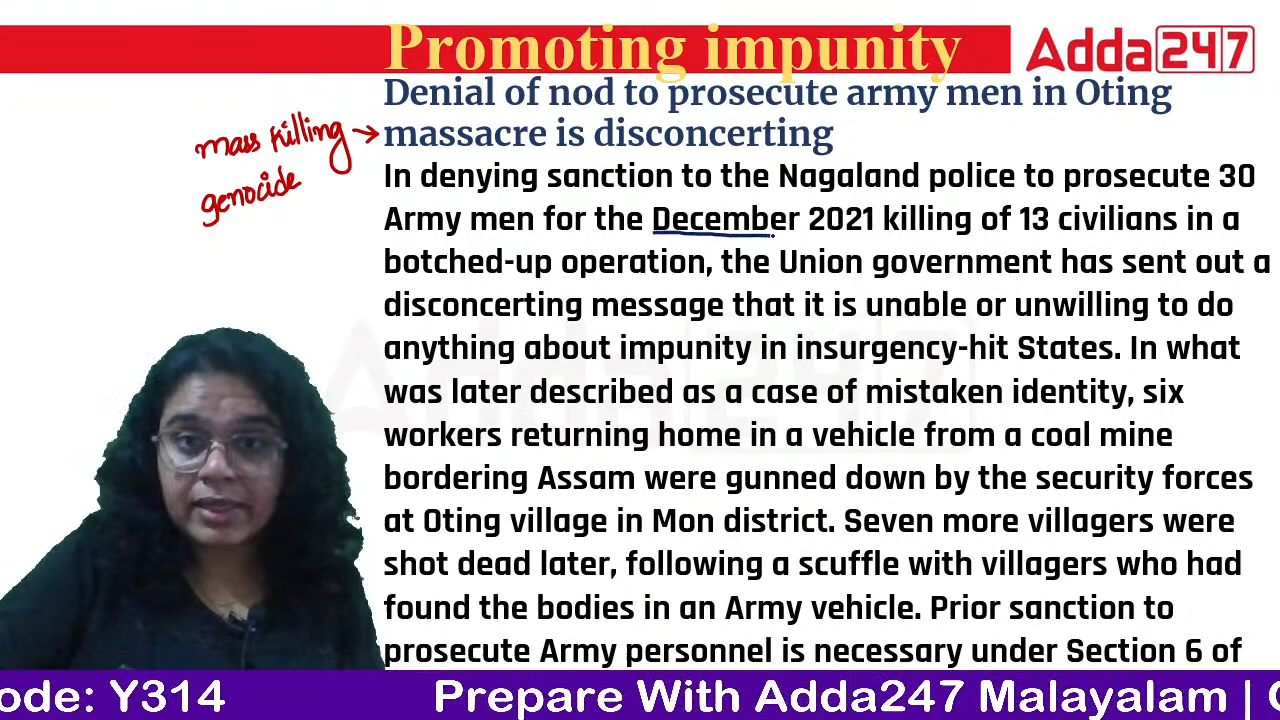 Promoting impunity
Adda247
Denial of nod to prosecute army men in Oting
massacre is disconcerting
mass killing
genocide
In denying sanction to the Nagaland police to prosecute 30
Army men for the December 2021 killing of 13 civilians in a
botched-up operation, the Union government has sent out a
disconcerting message that it is unable or unwilling to do
anything about impunity in insurgency-hit States. In what
was later described as a case of mistaken identity, six
workers returning home in a vehicle from a coal mine
bordering Assam were gunned down by the security forces
at Oting village in Mon district. Seven more villagers were
shot dead later, following a scuffle with villagers who had
found the bodies in an Army vehicle. Prior sanction to
prosecute Army personnel is necessary under Section 6 of
ode: Y314 Prepare With Adda247 Malayalam |